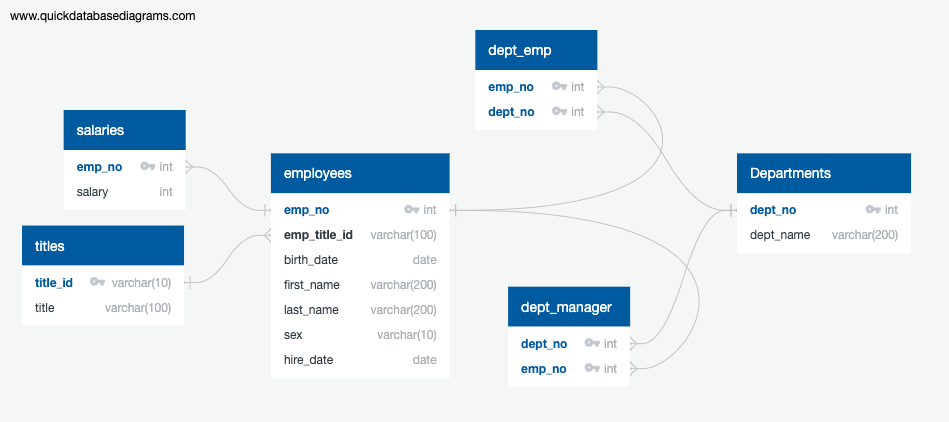 www.quickdatabasediagrams.com
dept_emp
emp_no int
dept_no int
salaries
emp_no int
salary int
titles
title_id varchar(10)
title varchar(100)
employees
emp_no int
emp_title_id varchar(100)
birth_date date
first_name varchar(200)
last_name varchar(200)
sex varchar(10)
hire_date date
Departments
dept_no int
dept_name varchar(200)
dept_manager
dept_no int
emp_no int